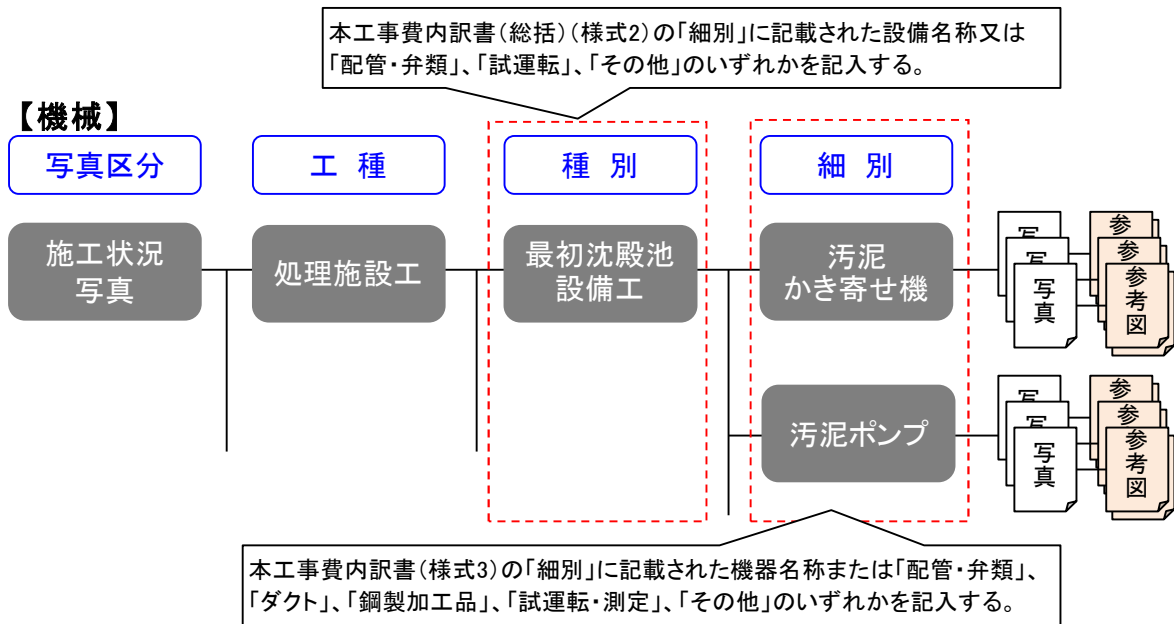 本工事費内訳書(総括)(様式2)の「細別」に記載された設備名称又は
「配管・弁類」、「試運転」、「その他」のいずれかを記入する。
【機械】
写真区分
工 種
種 別
細 別
施工状況
写真
処理施設工
最初沈殿池
設備工
汚泥
かき寄せ機
写
写
写真
参
参
参考図
汚泥ポンプ
写
写
写真
参
参
参考図
本工事費内訳書(様式3)の「細別」に記載された機器名称または「配管・弁類」、
「ダクト」、「鋼製加工品」、「試運転・測定」、「その他」のいずれかを記入する。